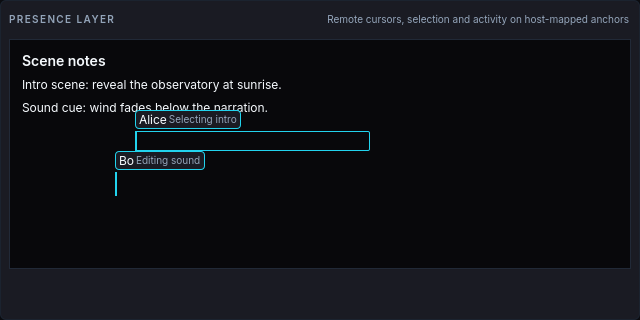 PRESENCE LAYER
Remote cursors, selection and activity on host-mapped anchors
Scene notes
Intro scene: reveal the observatory at sunrise.
Sound cue: wind fades below the narration.
Alice Selecting intro
Bo Editing sound